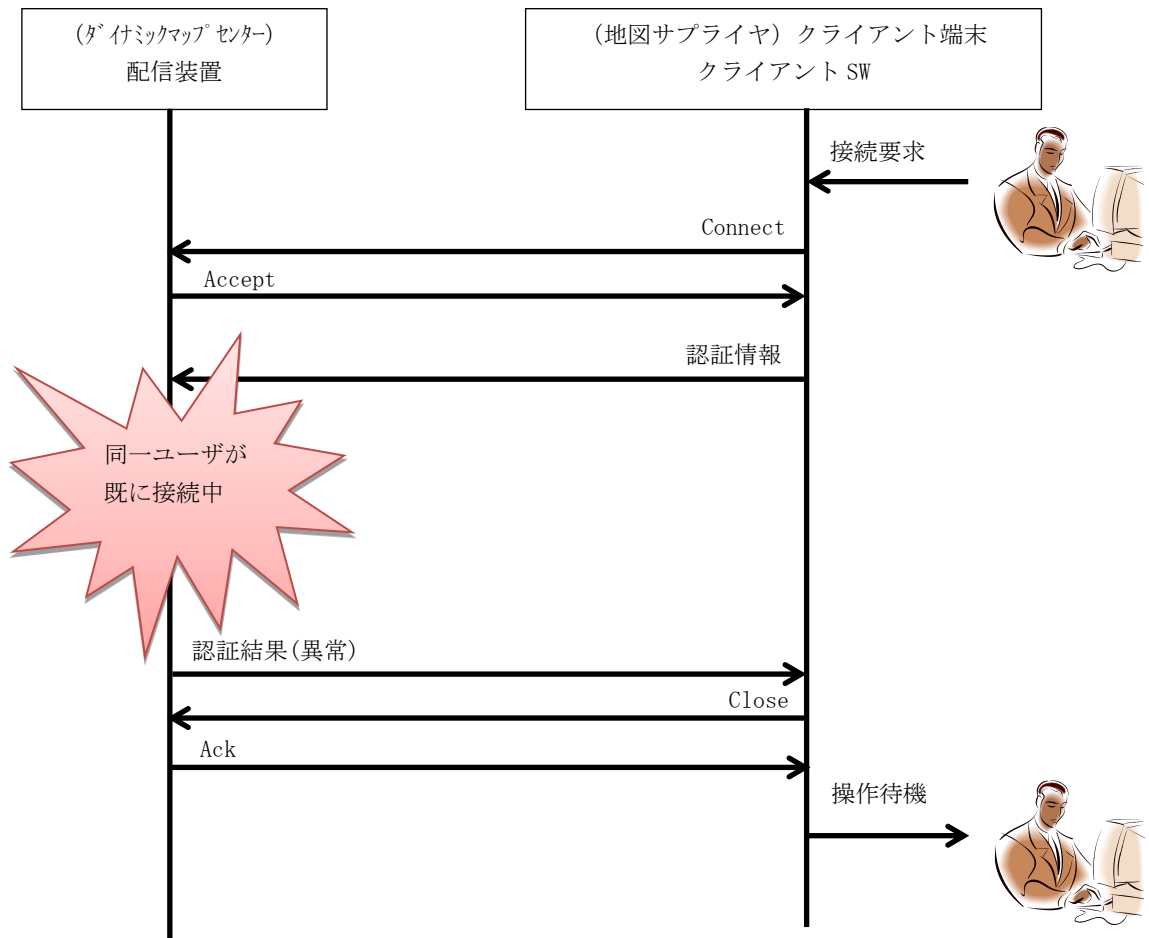 (ﾀﾞｲﾅﾐｯｸﾏｯﾌﾟｾﾝﾀｰ)
配信装置
(地図サプライヤ) クライアント端末
クライアント SW
接続要求
Connect
Accept
認証情報
同一ユーザが
既に接続中
認証結果(異常)
Close
Ack
操作待機